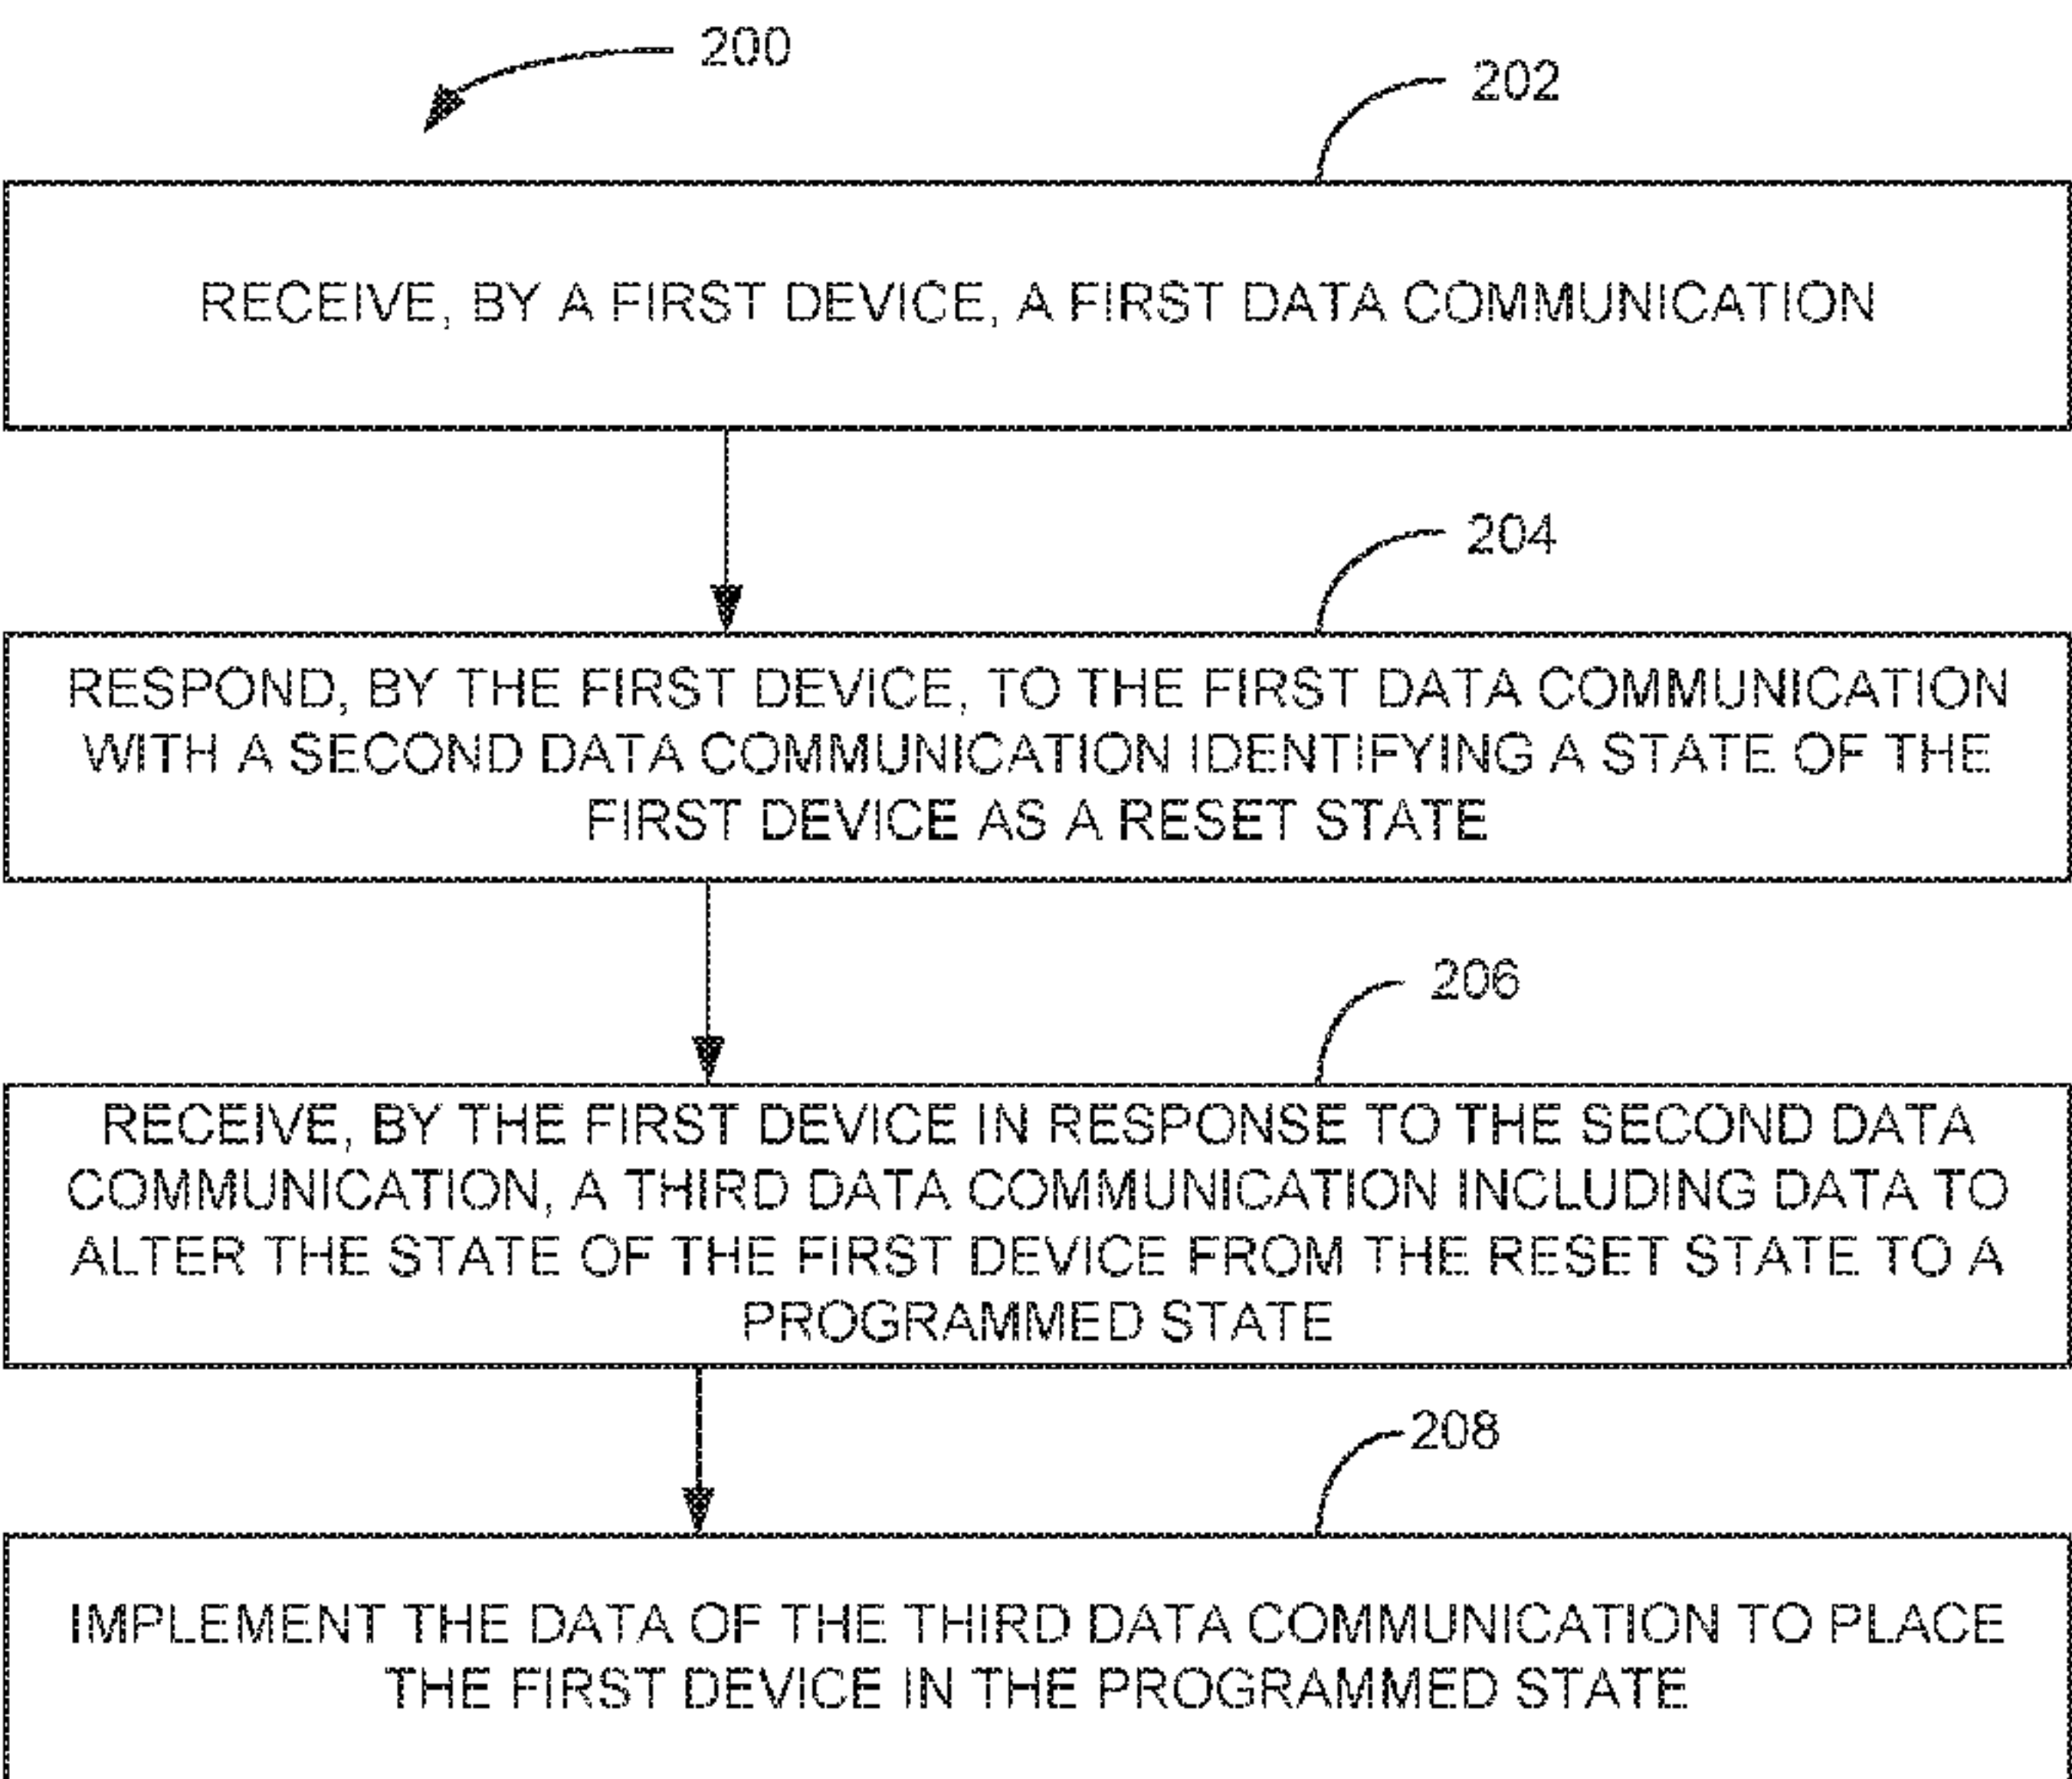 200
202
RECEIVE, BY A FIRST DEVICE, A FIRST DATA COMMUNICATION
204
RESPOND, BY THE FIRST DEVICE, TO THE FIRST DATA COMMUNICATION
WITH A SECOND DATA COMMUNICATION IDENTIFYING A STATE OF THE
FIRST DEVICE AS A RESET STATE
206
RECEIVE, BY THE FIRST DEVICE IN RESPONSE TO THE SECOND DATA
COMMUNICATION, A THIRD DATA COMMUNICATION INCLUDING DATA TO
ALTER THE STATE OF THE FIRST DEVICE FROM THE RESET STATE TO A
PROGRAMMED STATE
208
IMPLEMENT THE DATA OF THE THIRD DATA COMMUNICATION TO PLACE
THE FIRST DEVICE IN THE PROGRAMMED STATE